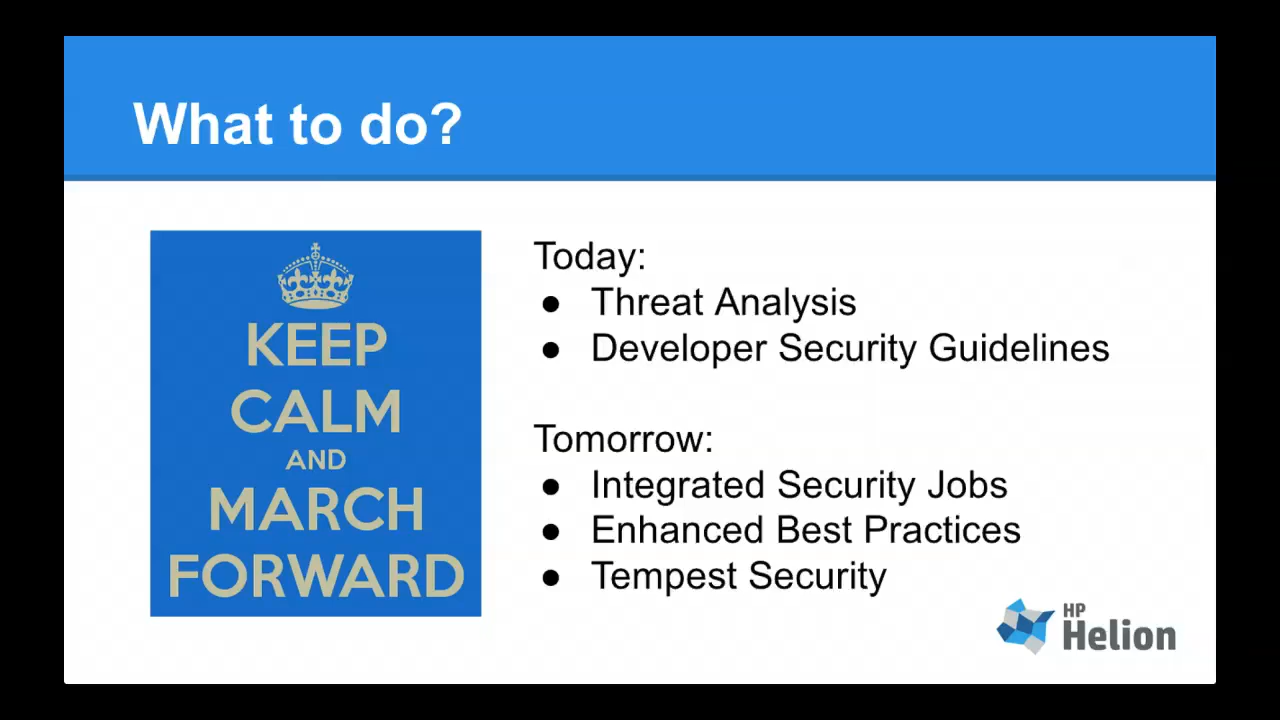 What to do?
KEEP
CALM
AND
MARCH
FORWARD
Today:
● Threat Analysis
● Developer Security Guidelines
Tomorrow:
● Integrated Security Jobs
● Enhanced Best Practices
● Tempest Security
HP
Helion